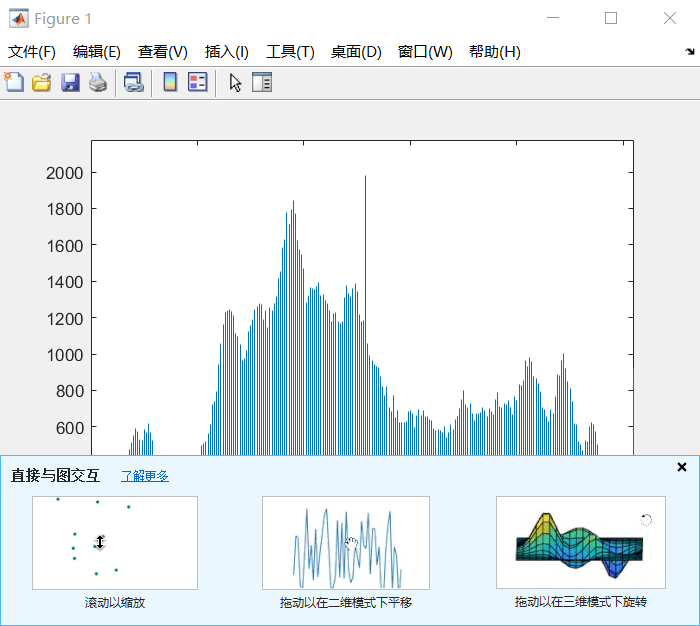 Figure 1
文件(F) 编辑(E) 查看(V) 插入(I) 工具(T) 桌面(D) 窗口(W) 帮助(H)
2000
1800
1600
1400
1200
1000
800
600
直接与图交互 了解更多
滚动以缩放 拖动以在二维模式下平移 拖动以在三维模式下旋转